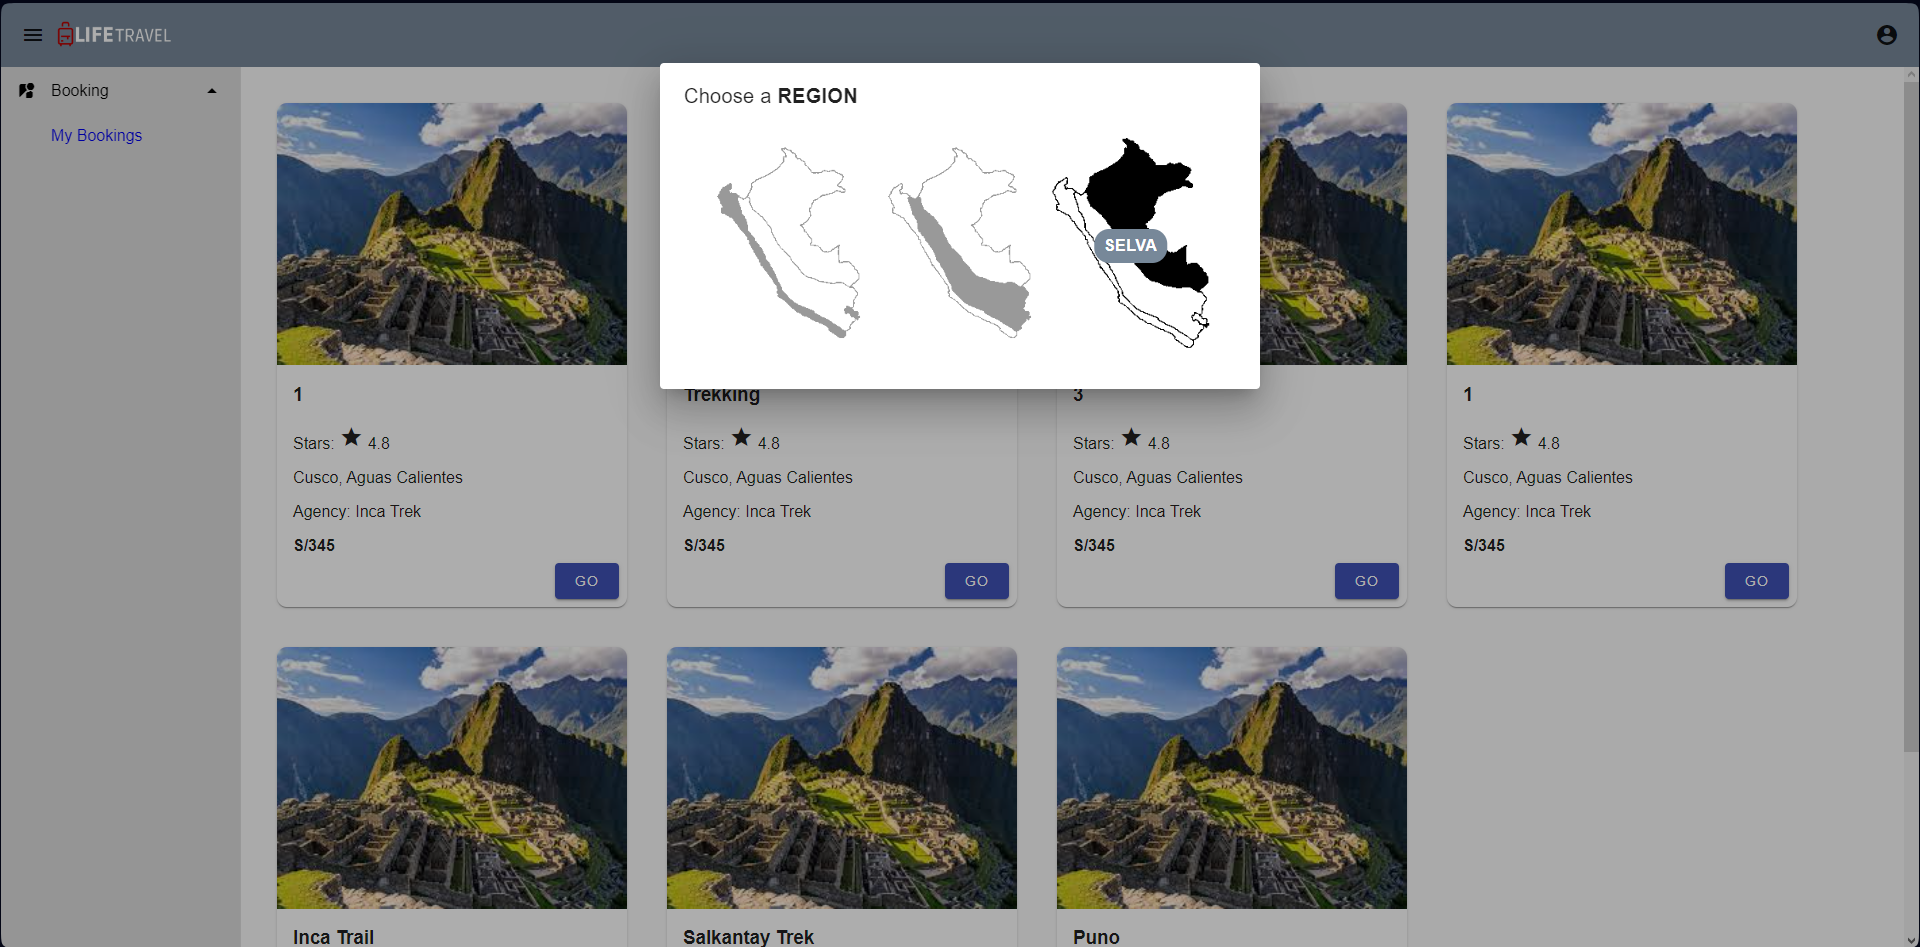 LIFETRAVEL
Booking
My Bookings
Choose a REGION
SELVA
1
Stars: 4.8
Cusco, Aguas Calientes
Agency: Inca Trek
S/345
GO
Trekking
Stars: 4.8
Cusco, Aguas Calientes
Agency: Inca Trek
S/345
GO
3
Stars: 4.8
Cusco, Aguas Calientes
Agency: Inca Trek
S/345
GO
1
Stars: 4.8
Cusco, Aguas Calientes
Agency: Inca Trek
S/345
GO
Inca Trail
Salkantay Trek
Puno